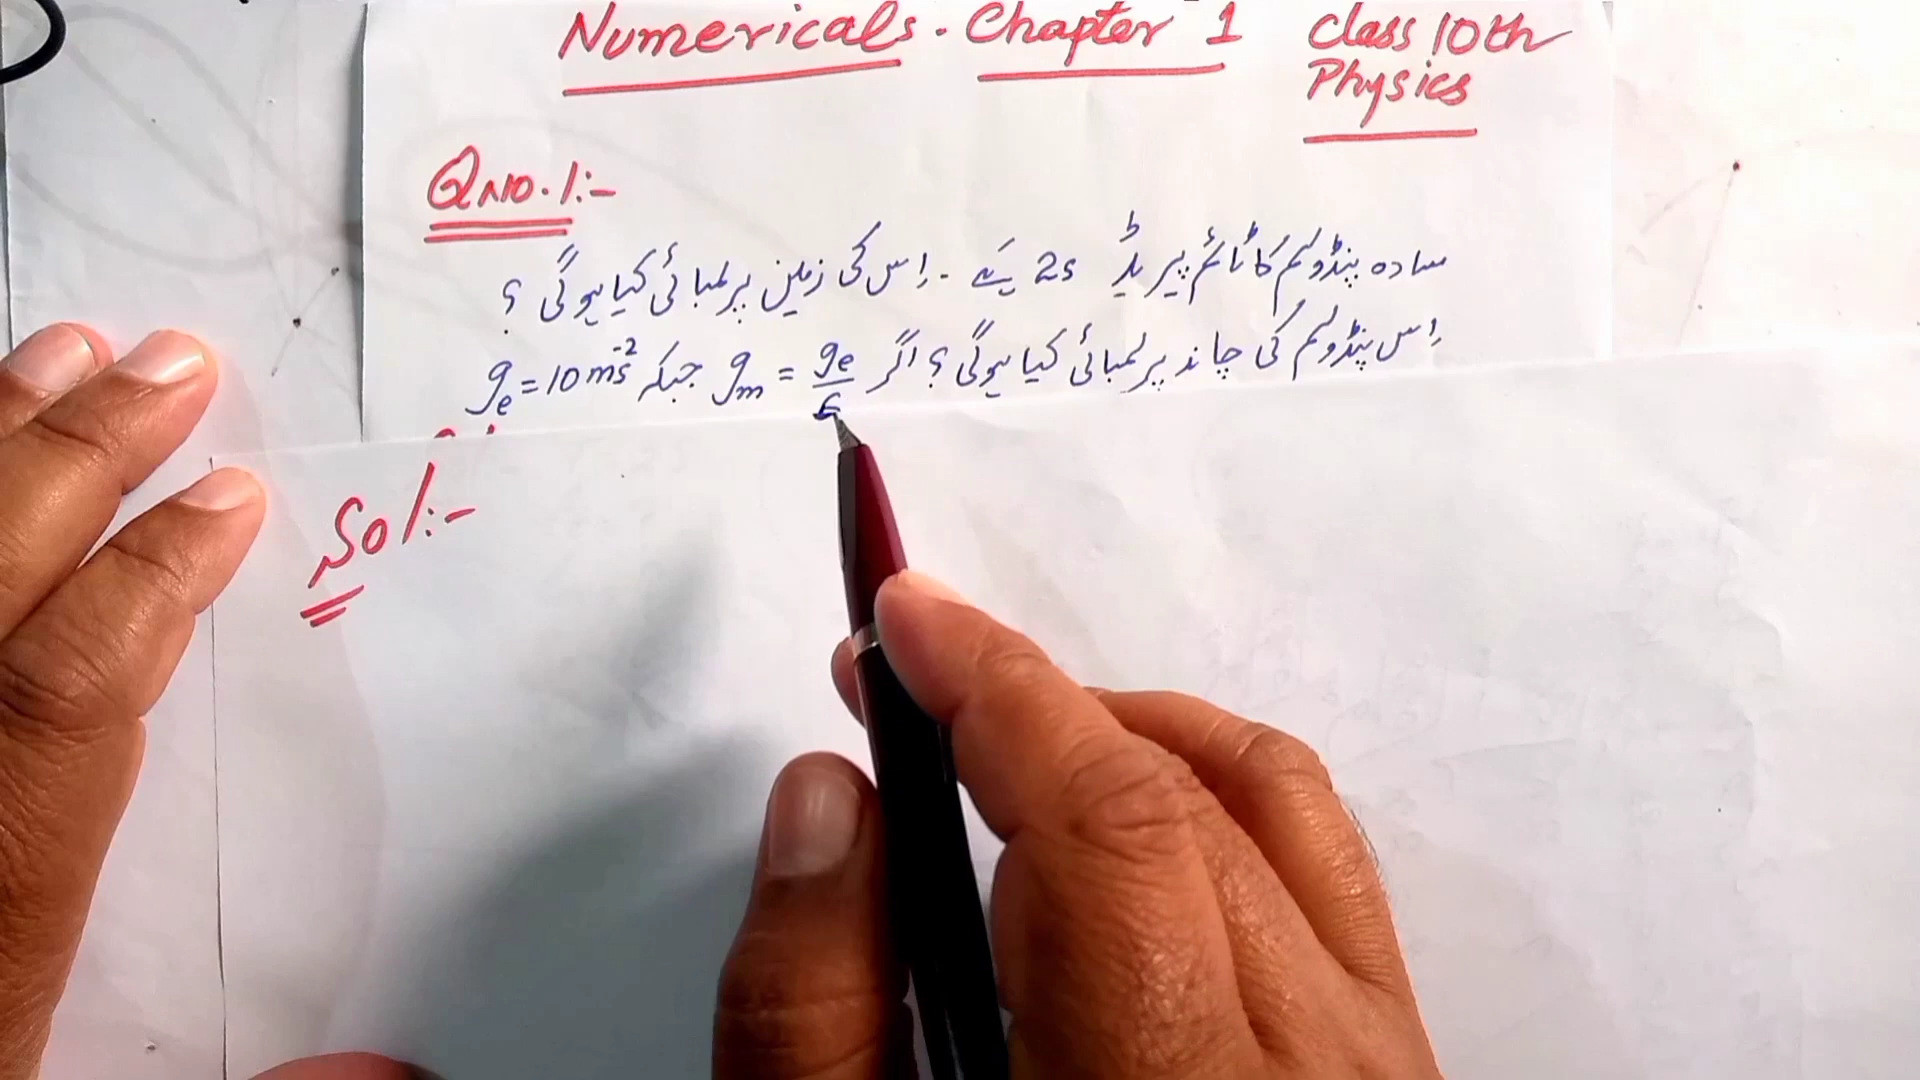 Numericals. Chapter 1 Class 10th
Physics
Q No. 1:-
سادہ پنڈولم کا ٹائم پیریڈ 2s ہے ۔ اِس کی زمین پر لمبائی کیا ہوگی ؟
اِس پنڈولم کی چاند پر لمبائی کیا ہوگی ؟ اگر gm = ge/6 جبکہ ge = 10 ms⁻²
Sol:-